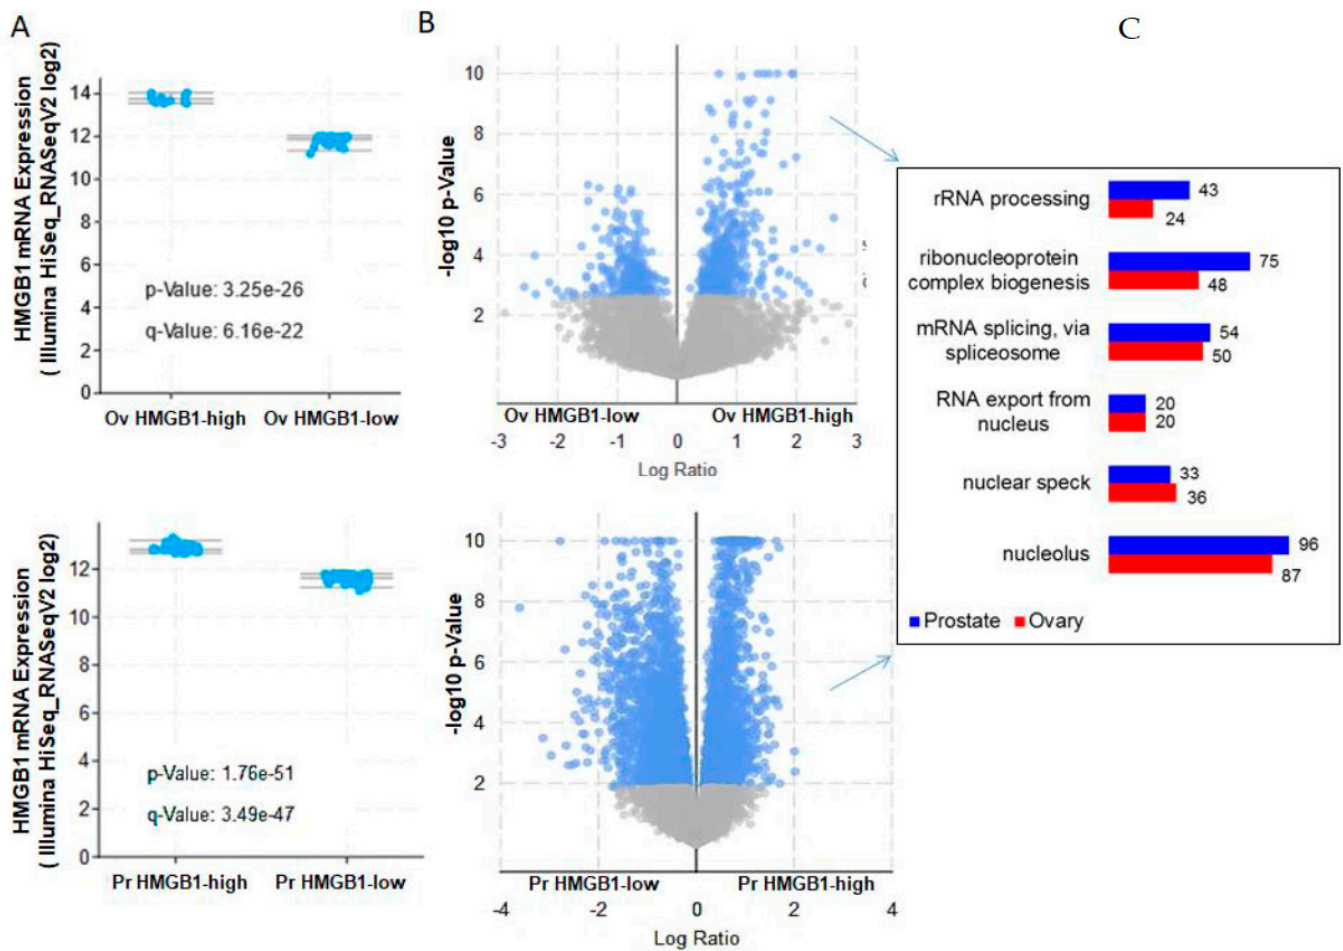 A
HMGB1 mRNA Expression
( Illumina HiSeq_RNASeqV2 log2)
14
12
10
8
6
4
2
0
p-Value: 3.25e-26
q-Value: 6.16e-22
Ov HMGB1-high
Ov HMGB1-low
B
-log10 p-Value
10
8
6
4
2
Ov HMGB1-low
Ov HMGB1-high
-3
-2
-1
0
1
2
3
Log Ratio
C
rRNA processing
43
24
ribonucleoprotein
complex biogenesis
75
48
mRNA splicing, via
spliceosome
54
50
RNA export from
nucleus
20
20
nuclear speck
33
36
nucleolus
96
87
Prostate
Ovary
HMGB1 mRNA Expression
( Illumina HiSeq_RNASeqV2 log2)
12
10
8
6
4
2
0
p-Value: 1.76e-51
q-Value: 3.49e-47
Pr HMGB1-high
Pr HMGB1-low
-log10 p-Value
10
8
6
4
2
Pr HMGB1-low
Pr HMGB1-high
-4
-2
0
2
4
Log Ratio